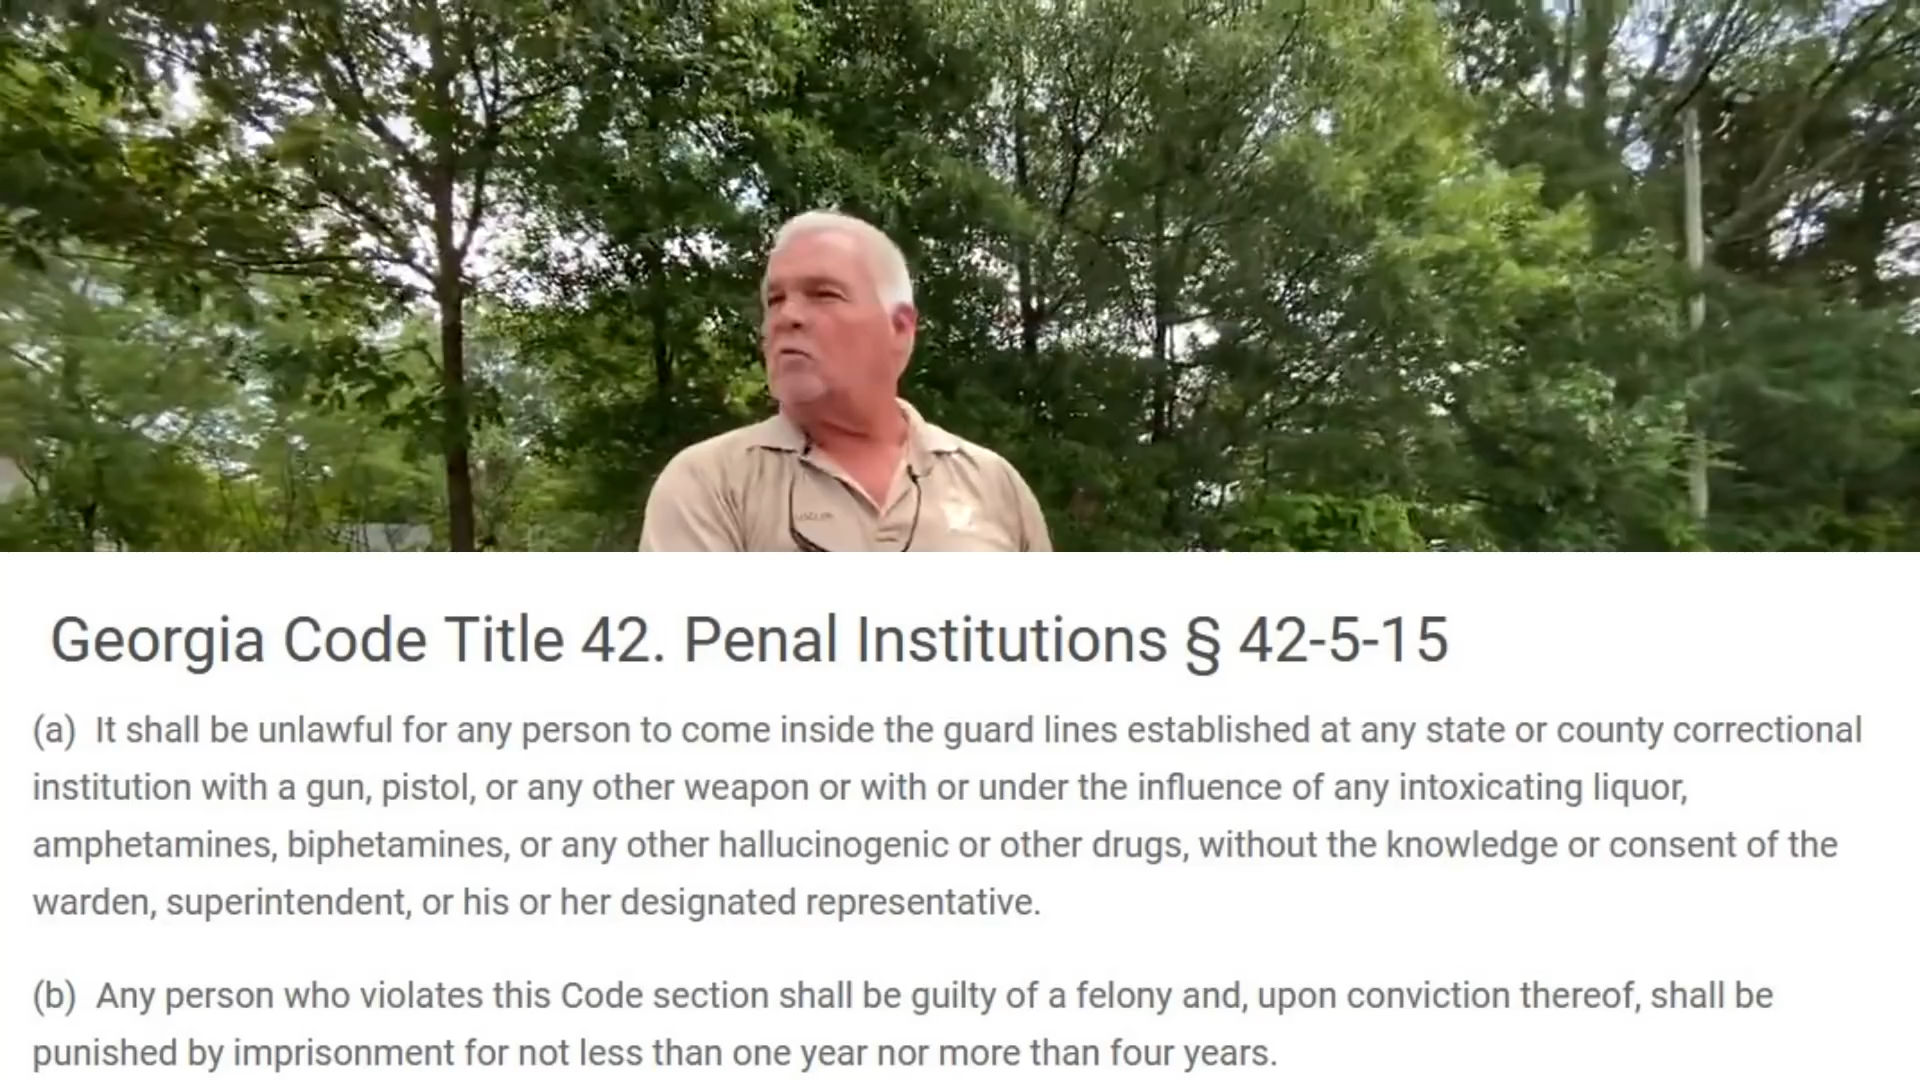 Georgia Code Title 42. Penal Institutions § 42-5-15
(a) It shall be unlawful for any person to come inside the guard lines established at any state or county correctional
institution with a gun, pistol, or any other weapon or with or under the influence of any intoxicating liquor,
amphetamines, biphetamines, or any other hallucinogenic or other drugs, without the knowledge or consent of the
warden, superintendent, or his or her designated representative.
(b) Any person who violates this Code section shall be guilty of a felony and, upon conviction thereof, shall be
punished by imprisonment for not less than one year nor more than four years.